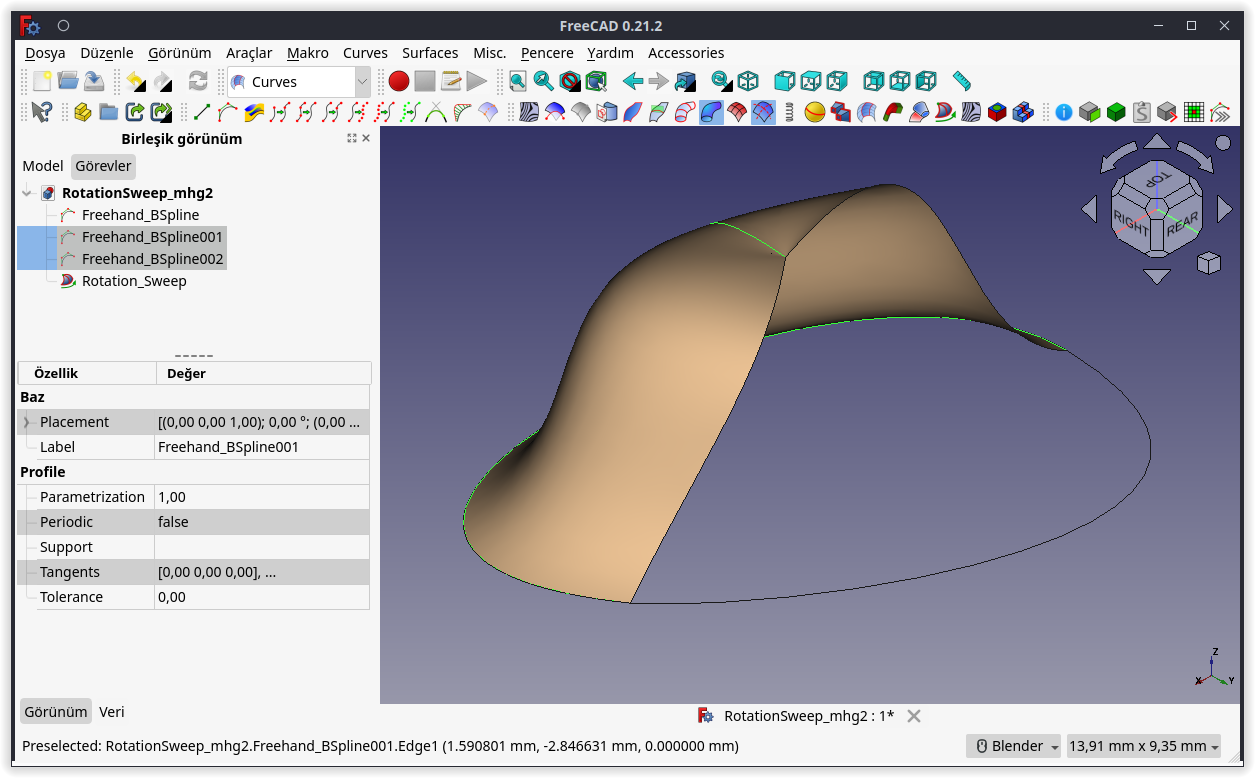 FreeCAD 0.21.2
Dosya Düzenle Görünüm Araçlar Makro Curves Surfaces Misc. Pencere Yardım Accessories
Curves
Birleşik görünüm
Model Görevler
RotationSweep_mhg2
Freehand_BSpline
Freehand_BSpline001
Freehand_BSpline002
Rotation_Sweep
Özellik Değer
Baz
Placement [(0,00 0,00 1,00); 0,00 °; (0,00 ...
Label Freehand_BSpline001
Profile
Parametrization 1,00
Periodic false
Support
Tangents [0,00 0,00 0,00], ...
Tolerance 0,00
Görünüm Veri
TOP
RIGHT REAR
Z
X Y
RotationSweep_mhg2 : 1*
Preselected: RotationSweep_mhg2.Freehand_BSpline001.Edge1 (1.590801 mm, -2.846631 mm, 0.000000 mm) Blender 13,91 mm x 9,35 mm